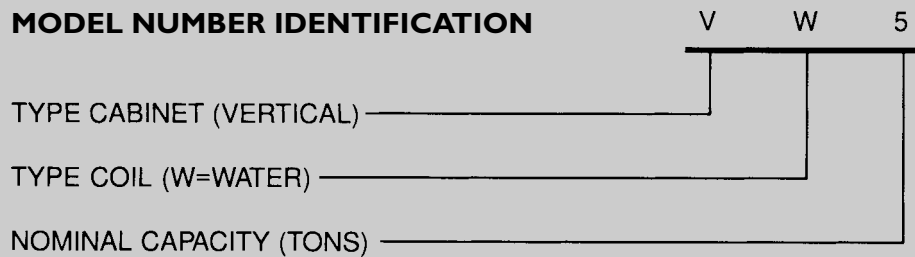 MODEL NUMBER IDENTIFICATION V W 5
TYPE CABINET (VERTICAL)
TYPE COIL (W=WATER)
NOMINAL CAPACITY (TONS)